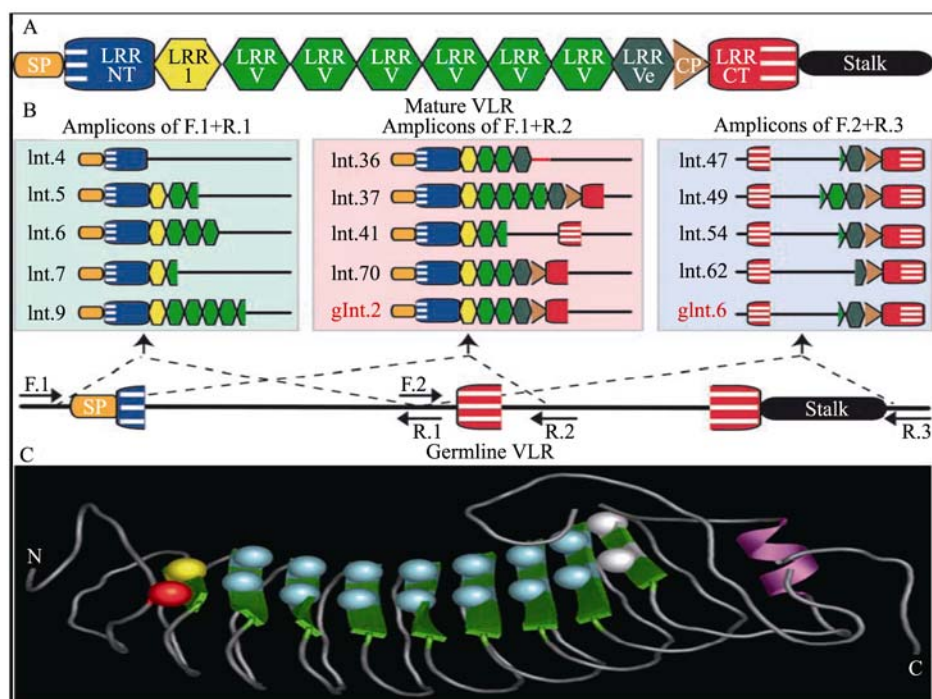 A
SP
LRR NT
LRR 1
LRR V
LRR V
LRR V
LRR V
LRR V
LRR V
LRR Ve
CP
LRR CT
Stalk
Mature VLR
B
Amplicons of F.1+R.1
Amplicons of F.1+R.2
Amplicons of F.2+R.3
lnt.4
lnt.5
lnt.6
lnt.7
lnt.9
lnt.36
lnt.37
lnt.41
lnt.70
glnt.2
lnt.47
lnt.49
lnt.54
lnt.62
glnt.6
F.1
F.2
SP
Stalk
R.1
R.2
R.3
Germline VLR
C
N
C